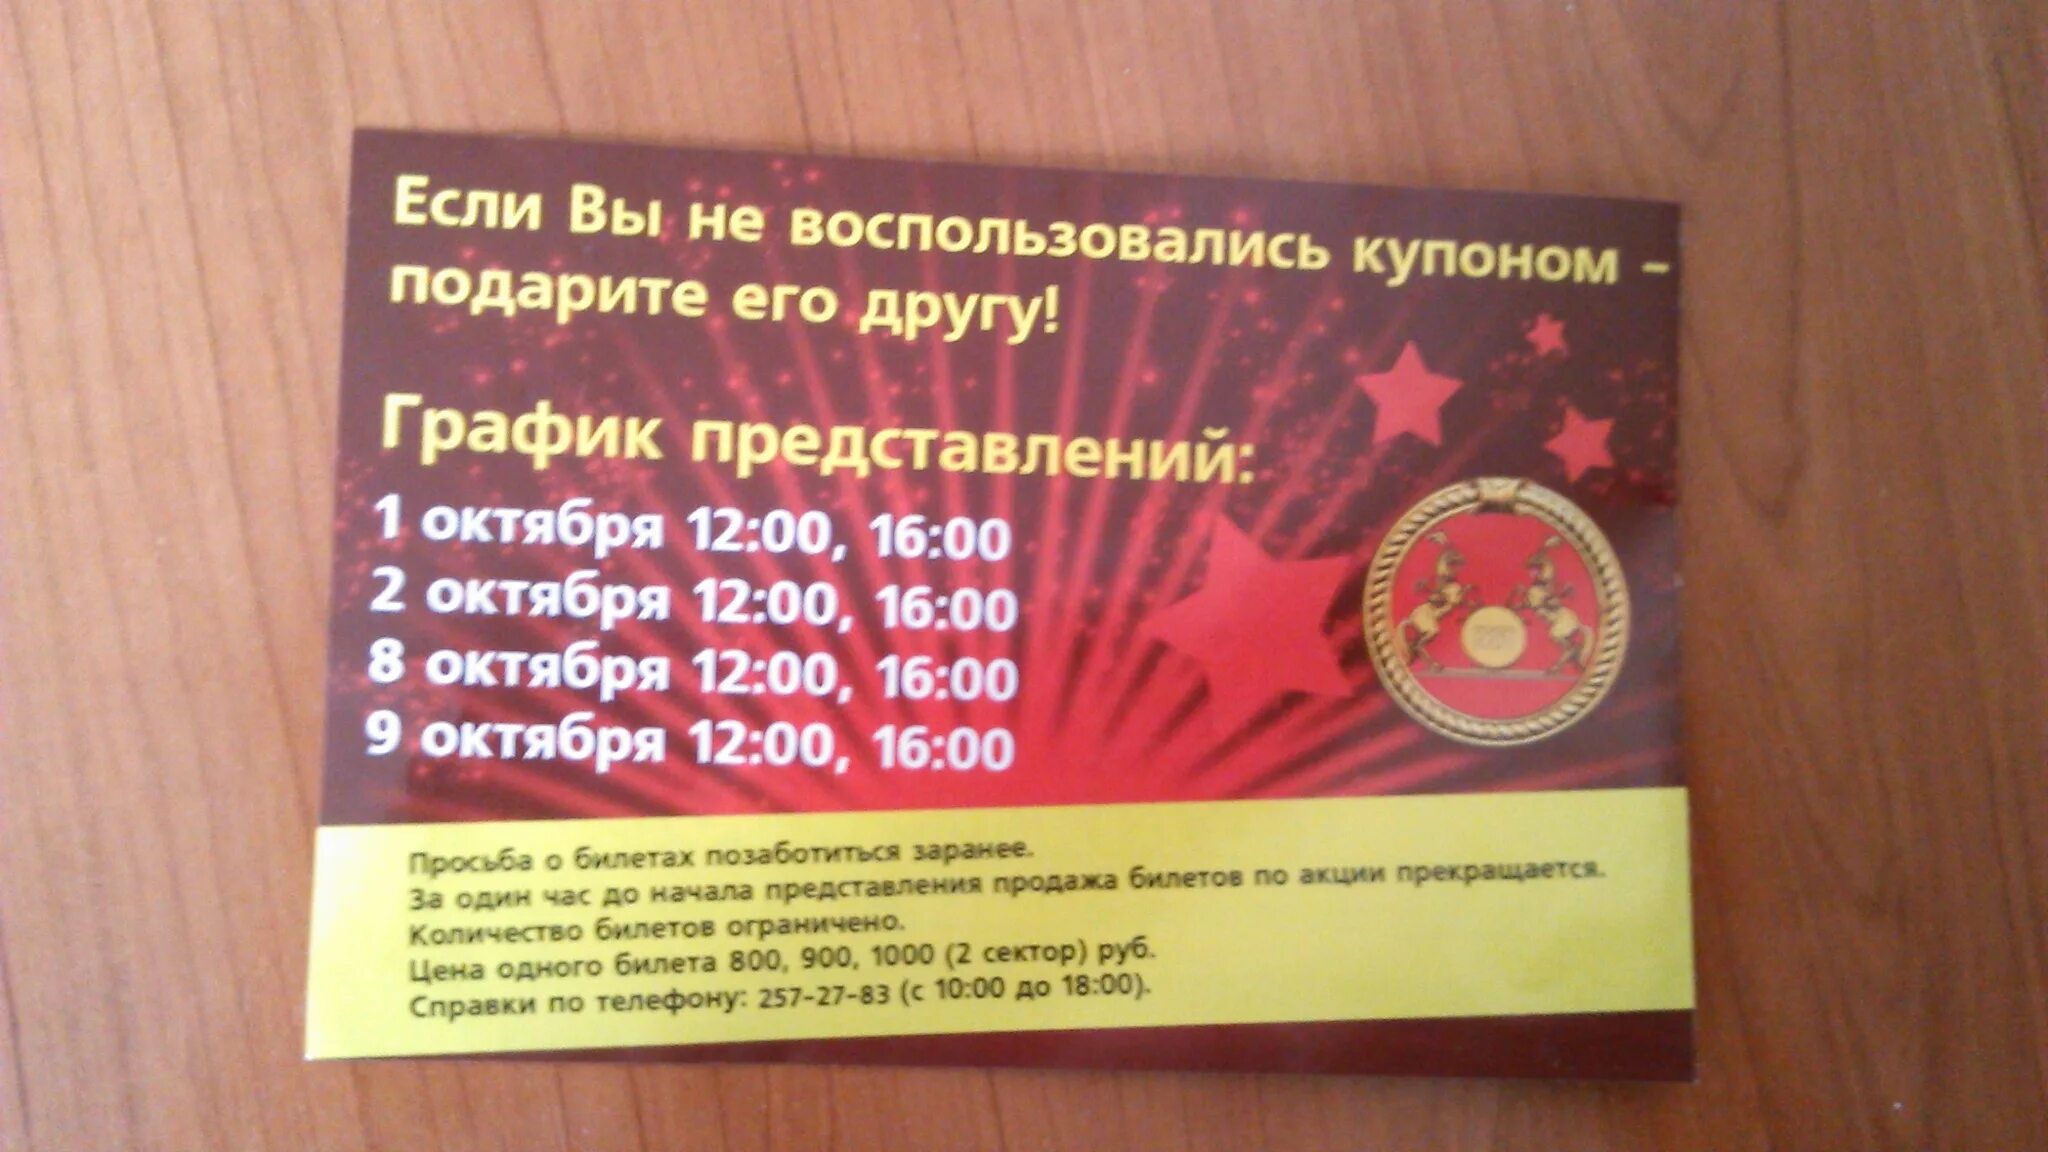 Если Вы не воспользовались купоном –
подарите его другу!
График представлений:
1 октября 12:00, 16:00
2 октября 12:00, 16:00
8 октября 12:00, 16:00
9 октября 12:00, 16:00
Просьба о билетах позаботиться заранее.
За один час до начала представления продажа билетов по акции прекращается.
Количество билетов ограничено.
Цена одного билета 800, 900, 1000 (2 сектор) руб.
Справки по телефону: 257-27-83 (с 10:00 до 18:00).